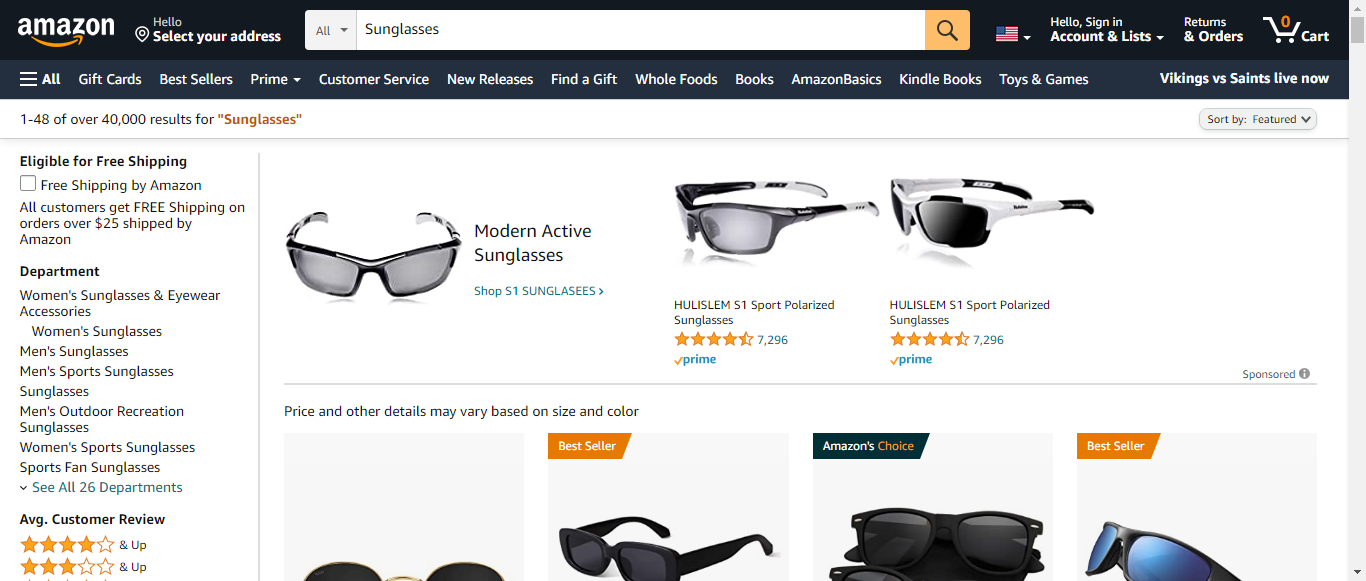 amazon
Hello
Select your address
All
Sunglasses
Hello, Sign in
Account & Lists
Returns
& Orders
0
Cart
All
Gift Cards
Best Sellers
Prime
Customer Service
New Releases
Find a Gift
Whole Foods
Books
AmazonBasics
Kindle Books
Toys & Games
Vikings vs Saints live now
1-48 of over 40,000 results for "Sunglasses"
Sort by: Featured
Eligible for Free Shipping
Free Shipping by Amazon
All customers get FREE Shipping on
orders over $25 shipped by
Amazon
Department
Women's Sunglasses & Eyewear
Accessories
Women's Sunglasses
Men's Sunglasses
Men's Sports Sunglasses
Sunglasses
Men's Outdoor Recreation
Sunglasses
Women's Sports Sunglasses
Sports Fan Sunglasses
See All 26 Departments
Avg. Customer Review
& Up
& Up
Modern Active
Sunglasses
Shop S1 SUNGLASEES ›
HULISLEM S1 Sport Polarized
Sunglasses
7,296
prime
HULISLEM S1 Sport Polarized
Sunglasses
7,296
prime
Sponsored
Price and other details may vary based on size and color
Best Seller
Amazon's Choice
Best Seller